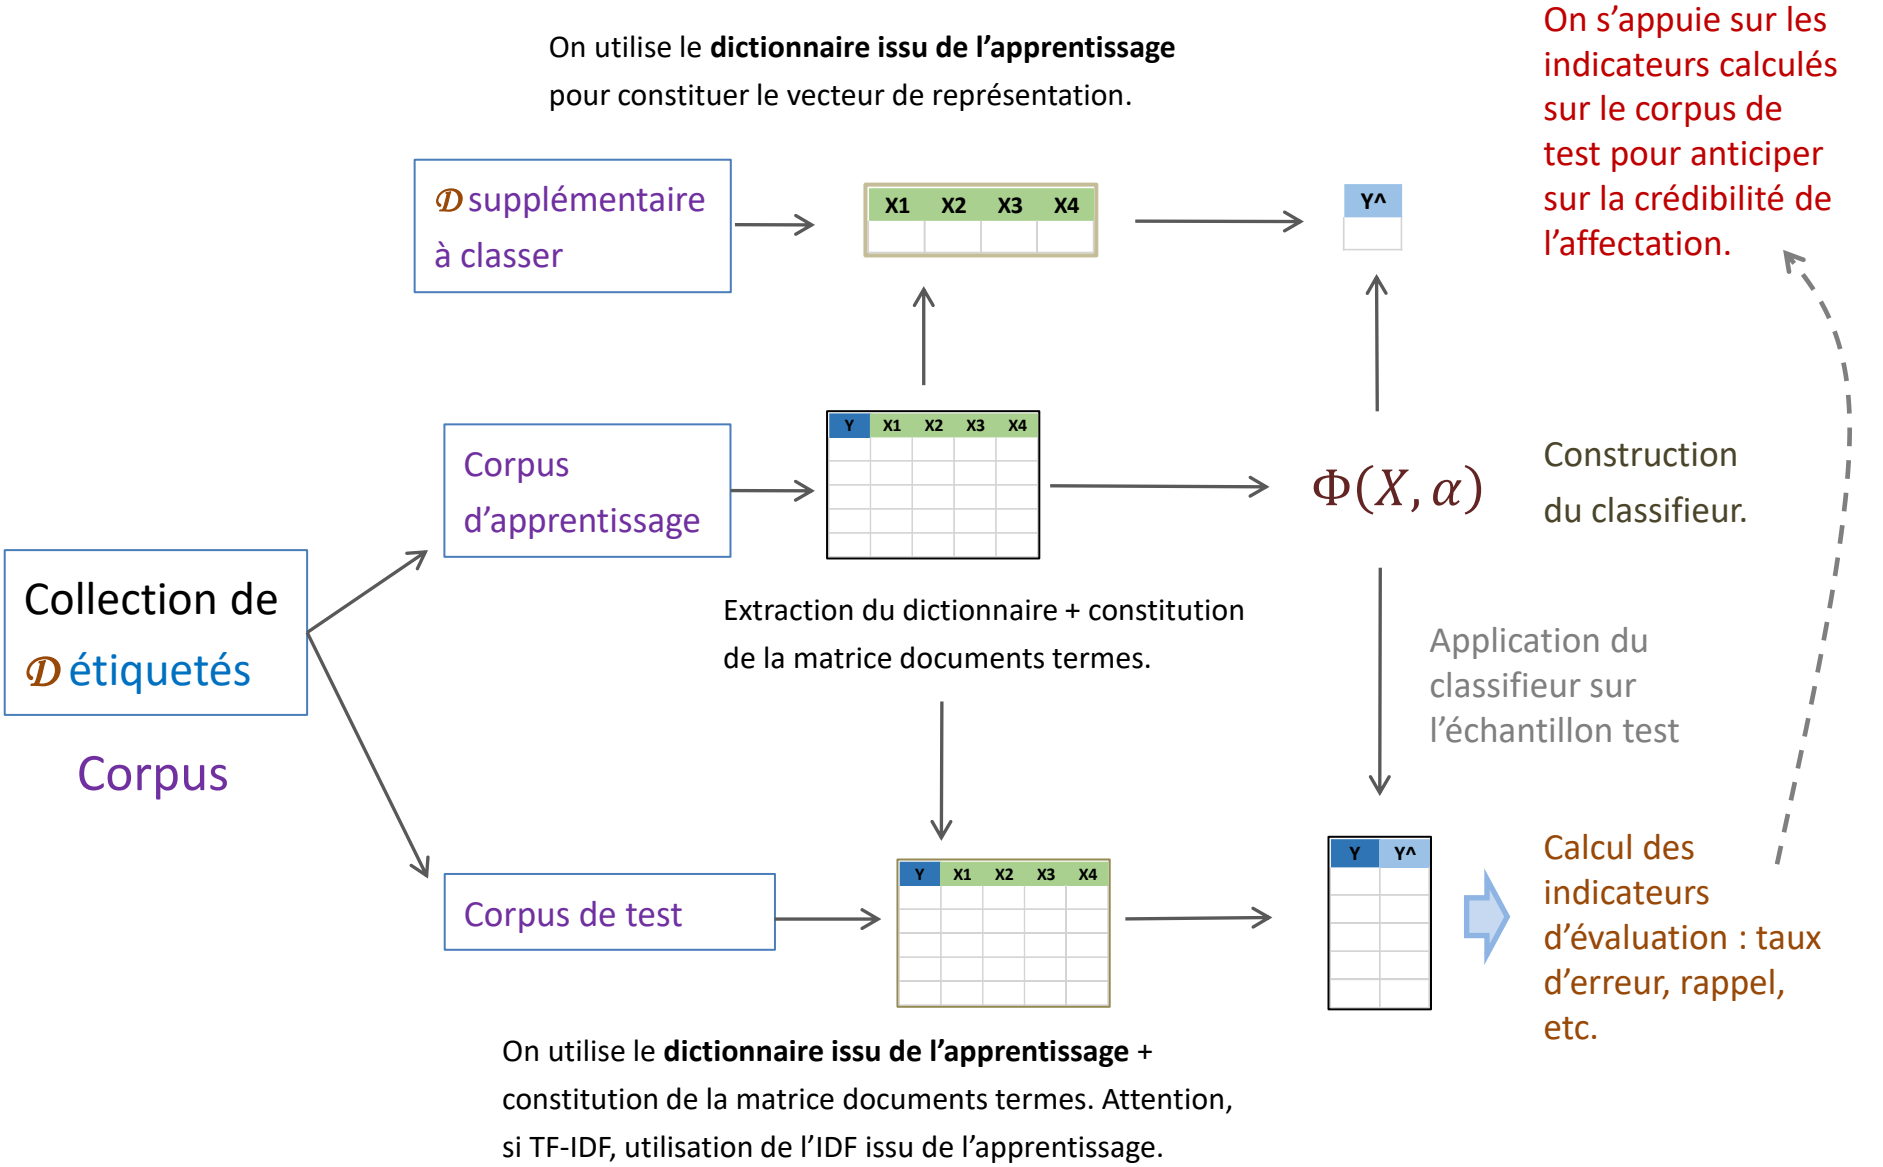 On utilise le dictionnaire issu de l’apprentissage
pour constituer le vecteur de représentation.
On s’appuie sur les
indicateurs calculés
sur le corpus de
test pour anticiper
sur la crédibilité de
l’affectation.
𝒟 supplémentaire
à classer
X1 X2 X3 X4
Y^
Corpus
d’apprentissage
Y X1 X2 X3 X4
Φ(X, α)
Construction
du classifieur.
Collection de
𝒟 étiquetés
Corpus
Extraction du dictionnaire + constitution
de la matrice documents termes.
Application du
classifieur sur
l’échantillon test
Corpus de test
Y X1 X2 X3 X4
Y Y^
Calcul des
indicateurs
d’évaluation : taux
d’erreur, rappel,
etc.
On utilise le dictionnaire issu de l’apprentissage +
constitution de la matrice documents termes. Attention,
si TF-IDF, utilisation de l’IDF issu de l’apprentissage.